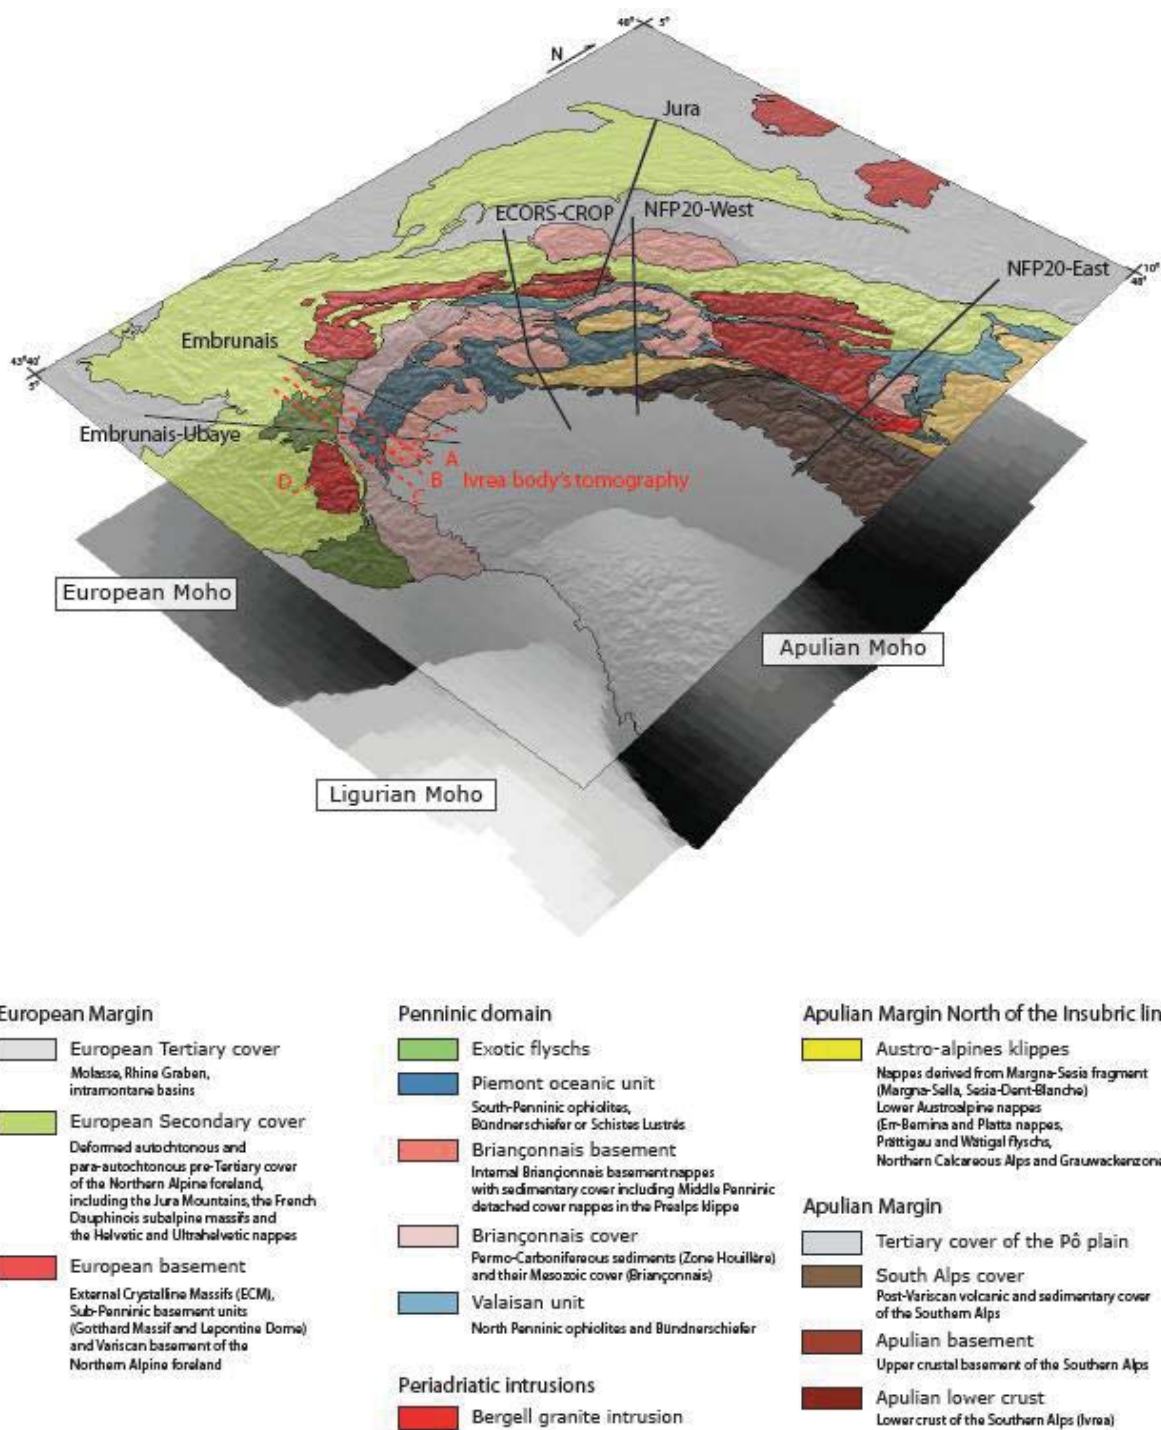 48° 5°
N
Jura
ECORS-CROP
NFP20-West
NFP20-East
10°
48°
Embrunais
43°40'
5°
Embrunais-Ubaye
A
B
C
D
Ivrea body's tomography
European Moho
Apulian Moho
Ligurian Moho
European Margin
European Tertiary cover
Molasse, Rhine Graben,
intramontane basins
European Secondary cover
Deformed autochtonous and
para-autochtonous pre-Tertiary cover
of the Northern Alpine foreland,
including the Jura Mountains, the French
Dauphinois subalpine massifs and
the Helvetic and Ultrahelvetic nappes
European basement
External Crystalline Massifs (ECM),
Sub-Penninic basement units
(Gotthard Massif and Lepontine Dome)
and Variscan basement of the
Northern Alpine foreland
Penninic domain
Exotic flyschs
Piemont oceanic unit
South-Penninic ophiolites,
Bündnerschiefer or Schistes Lustrés
Briançonnais basement
Internal Briançionnais basement nappes
with sedimentary cover including Middle Penninic
detached cover nappes in the Prealps klippe
Briançonnais cover
Permo-Carbonifereous sediments (Zone Houillère)
and their Mesozoic cover (Briançonnais)
Valaisan unit
North Penninic ophiolites and Bündnerschiefer
Periadriatic intrusions
Bergell granite intrusion
Apulian Margin North of the Insubric lin
Austro-alpines klippes
Nappes derived from Margna-Sesia fragment
(Margna-Sella, Sesia-Dent-Blanche)
Lower Austroalpine nappes
(Err-Bernina and Platta nappes,
Prättigau and Wätigal flyschs,
Northern Calcareous Alps and Grauwackenzone
Apulian Margin
Tertiary cover of the Pô plain
South Alps cover
Post-Variscan volcanic and sedimentary cover
of the Southern Alps
Apulian basement
Upper crustal basement of the Southern Alps
Apulian lower crust
Lower crust of the Southern Alps (Ivrea)